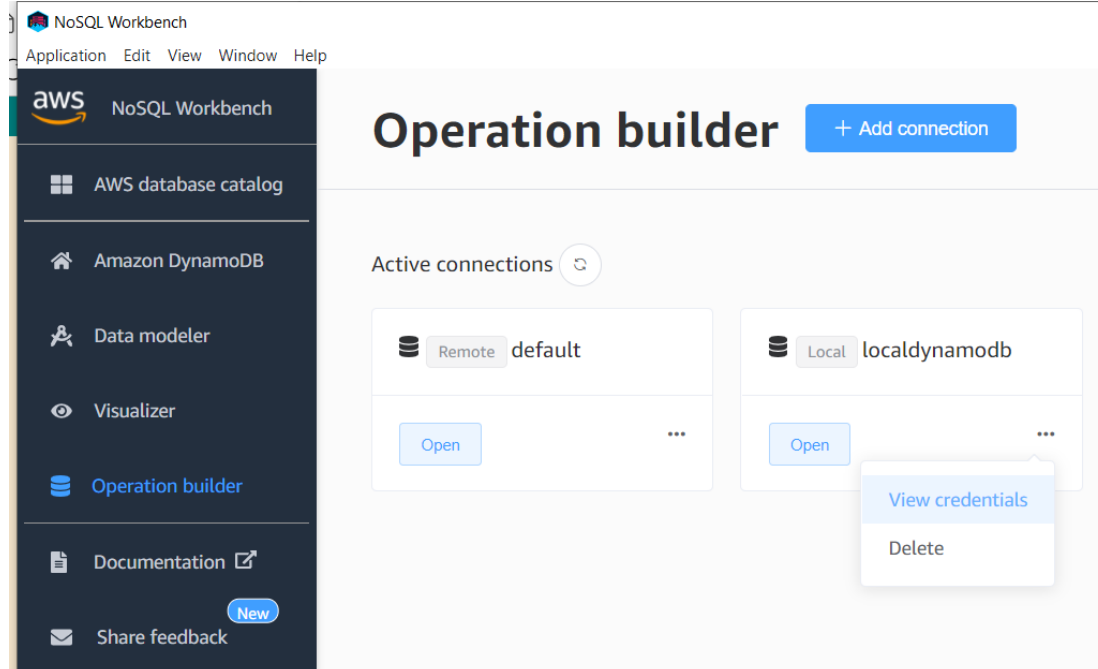 NoSQL Workbench
Application Edit View Window Help
aws NoSQL Workbench
AWS database catalog
Amazon DynamoDB
Data modeler
Visualizer
Operation builder
Documentation
New
Share feedback
Operation builder + Add connection
Active connections
Remote default
Open ...
Local localdynamodb
Open ...
View credentials
Delete